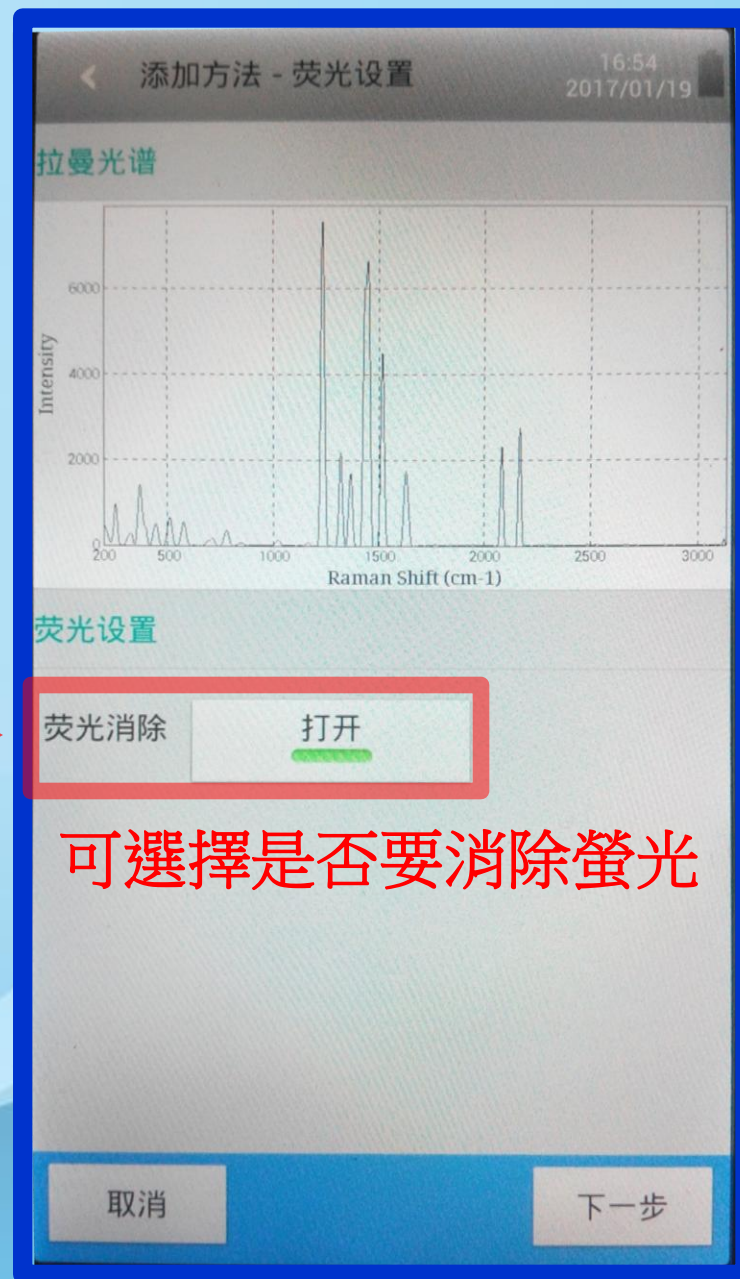 添加方法 - 荧光设置
16:54
2017/01/19
拉曼光谱
Intensity
6000
4000
2000
0
200 500 1000 1500 2000 2500 3000
Raman Shift (cm-1)
荧光设置
荧光消除 打开
可選擇是否要消除螢光
取消 下一步